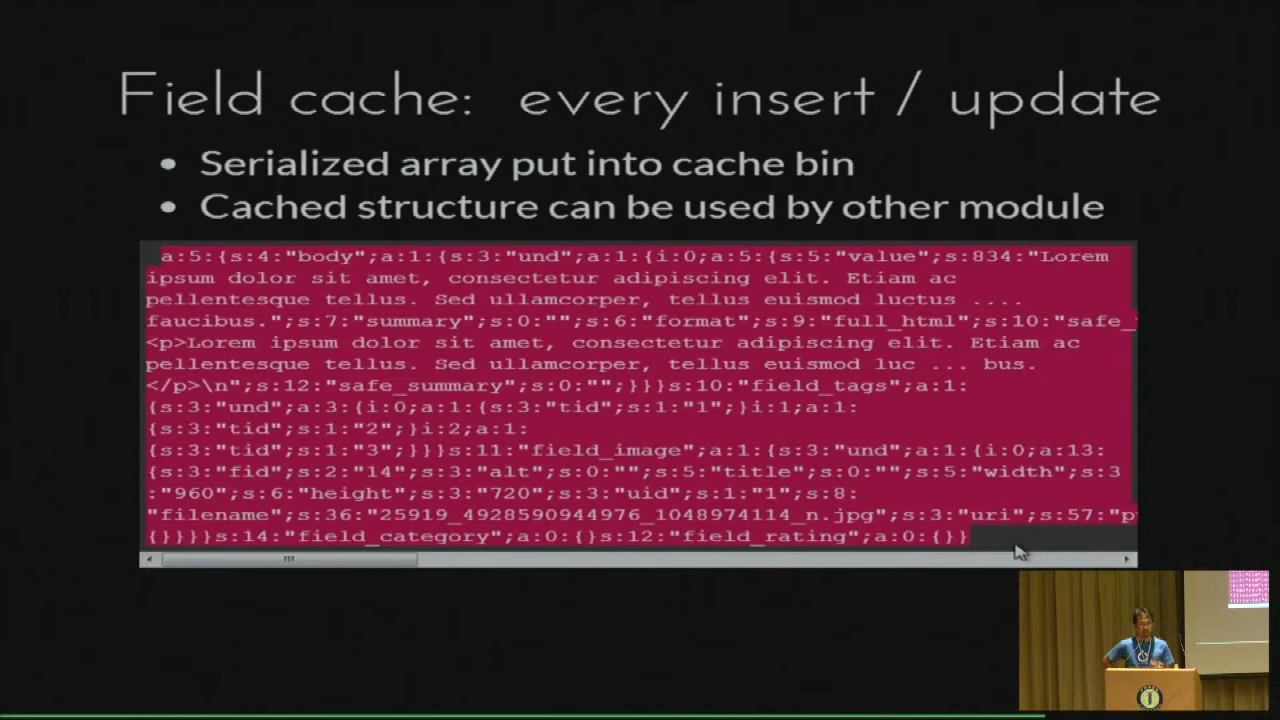 Field cache: every insert / update
• Serialized array put into cache bin
• Cached structure can be used by other module
a:5:{s:4:"body";a:1:{s:3:"und";a:1:{i:0;a:5:{s:5:"value";s:834:"Lorem
ipsum dolor sit amet, consectetur adipiscing elit. Etiam ac
pellentesque tellus. Sed ullamcorper, tellus euismod luctus ....
faucibus.";s:7:"summary";s:0:"";s:6:"format";s:9:"full_html";s:10:"safe_
<p>Lorem ipsum dolor sit amet, consectetur adipiscing elit. Etiam ac
pellentesque tellus. Sed ullamcorper, tellus euismod luc ... bus.
</p>\n";s:12:"safe_summary";s:0:"";}}}s:10:"field_tags";a:1:
{s:3:"und";a:3:{i:0;a:1:{s:3:"tid";s:1:"1";}i:1;a:1:
{s:3:"tid";s:1:"2";}i:2;a:1:
{s:3:"tid";s:1:"3";}}}s:11:"field_image";a:1:{s:3:"und";a:1:{i:0;a:13:
{s:3:"fid";s:2:"14";s:3:"alt";s:0:"";s:5:"title";s:0:"";s:5:"width";s:3
:"960";s:6:"height";s:3:"720";s:3:"uid";s:1:"1";s:8:
"filename";s:36:"25919_4928590944976_1048974114_n.jpg";s:3:"uri";s:57:"p
{}}}}s:14:"field_category";a:0:{}s:12:"field_rating";a:0:{}}